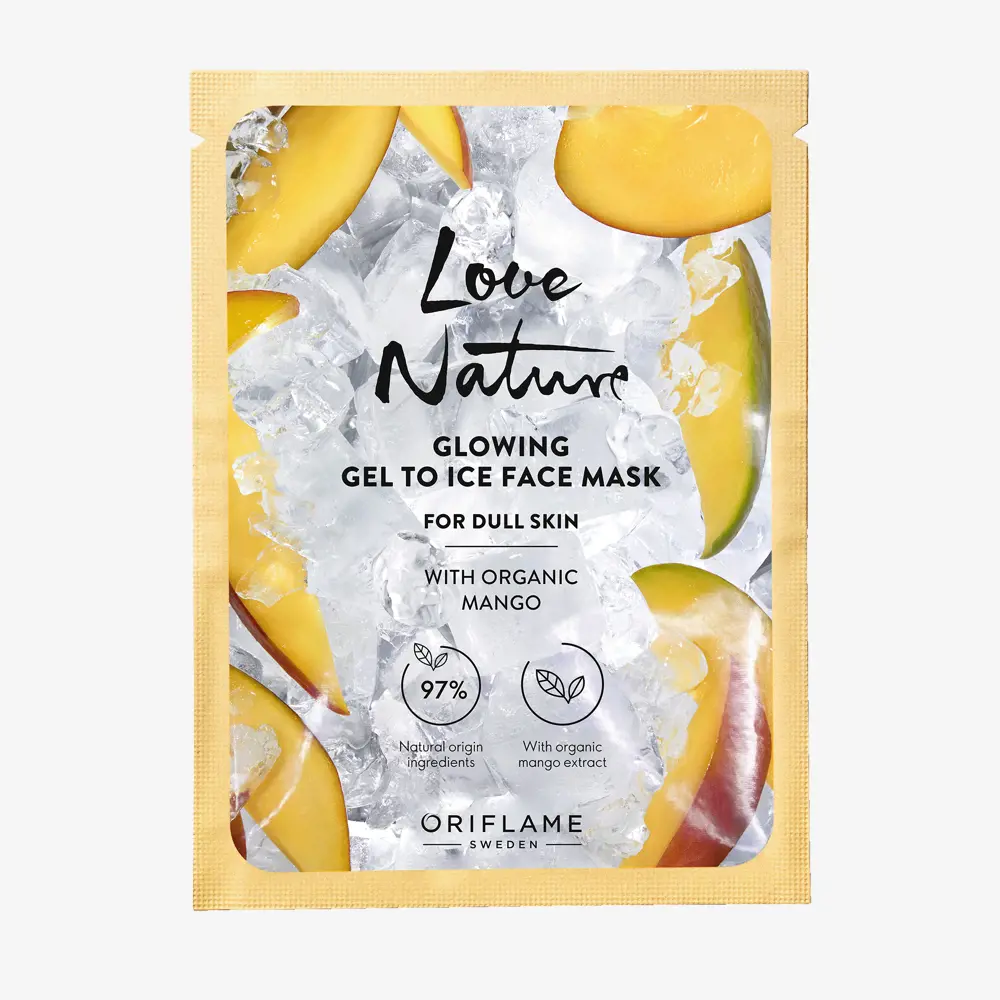 Love
Nature
GLOWING
GEL TO ICE FACE MASK
FOR DULL SKIN
WITH ORGANIC
MANGO
97%
Natural origin
ingredients
With organic
mango extract
ORIFLAME
SWEDEN